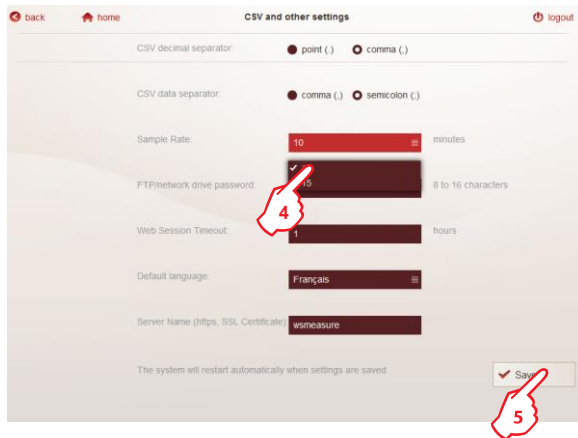 back home CSV and other settings logout
CSV decimal separator: point (.) comma (,)
CSV data separator: comma (,) semicolon (;)
Sample Rate: 10 minutes
15
FTP/network drive password: 8 to 16 characters
4
Web Session Timeout: 1 hours
Default language: Français
Server Name (https, SSL Certificate) wsmeasure
The system will restart automatically when settings are saved
Save
5